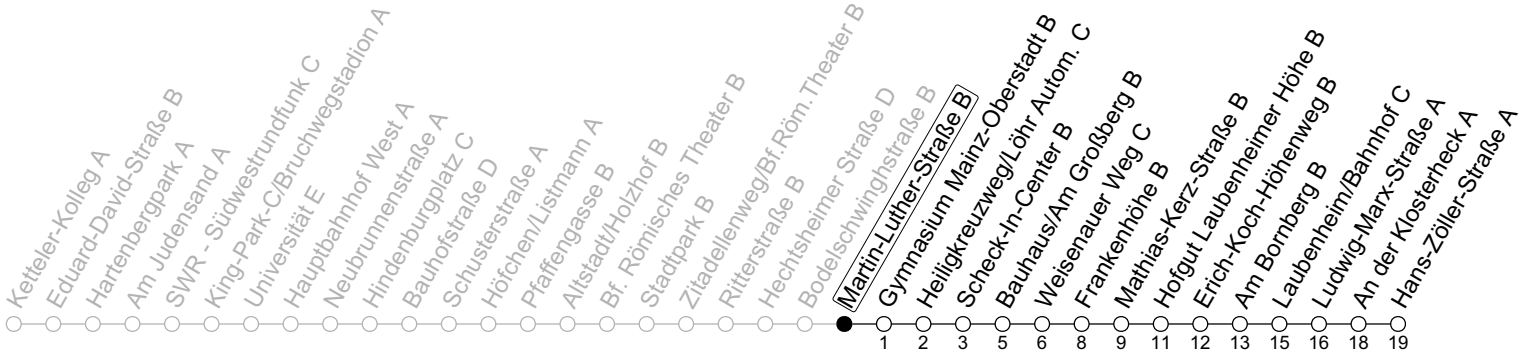 Ketteler-Kolleg A
Eduard-David-Straße B
Hartenbergpark A
Am Judensand A
SWR - Südwestrundfunk C
King-Park-C/Bruchwegstadion A
Universität E
Hauptbahnhof West A
Neubrunnenstraße A
Hindenburgplatz C
Bauhofstraße D
Schusterstraße A
Höfchen/Listmann A
Pfaffengasse B
Altstadt/Holzhof B
Bf. Römisches Theater B
Stadtpark B
Zitadellenweg/Bf.Röm. Theater B
Ritterstraße B
Hechtsheimer Straße D
Bodelschwinghstraße B
Martin-Luther-Straße B
Gymnasium Mainz-Oberstadt B
Heiligkreuzweg/Löhr Autom. C
Scheck-In-Center B
Bauhaus/Am Großberg B
Weisenauer Weg C
Frankenhöhe B
Mathias-Kerz-Straße B
Hofgut Laubenheimer Höhe B
Erich-Koch-Höhenweg B
Am Bornberg B
Laubenheim/Bahnhof C
Ludwig-Marx-Straße A
An der Klosterheck A
Hans-Zöller-Straße A
1 2 3 5 6 8 9 11 12 13 15 16 18 19